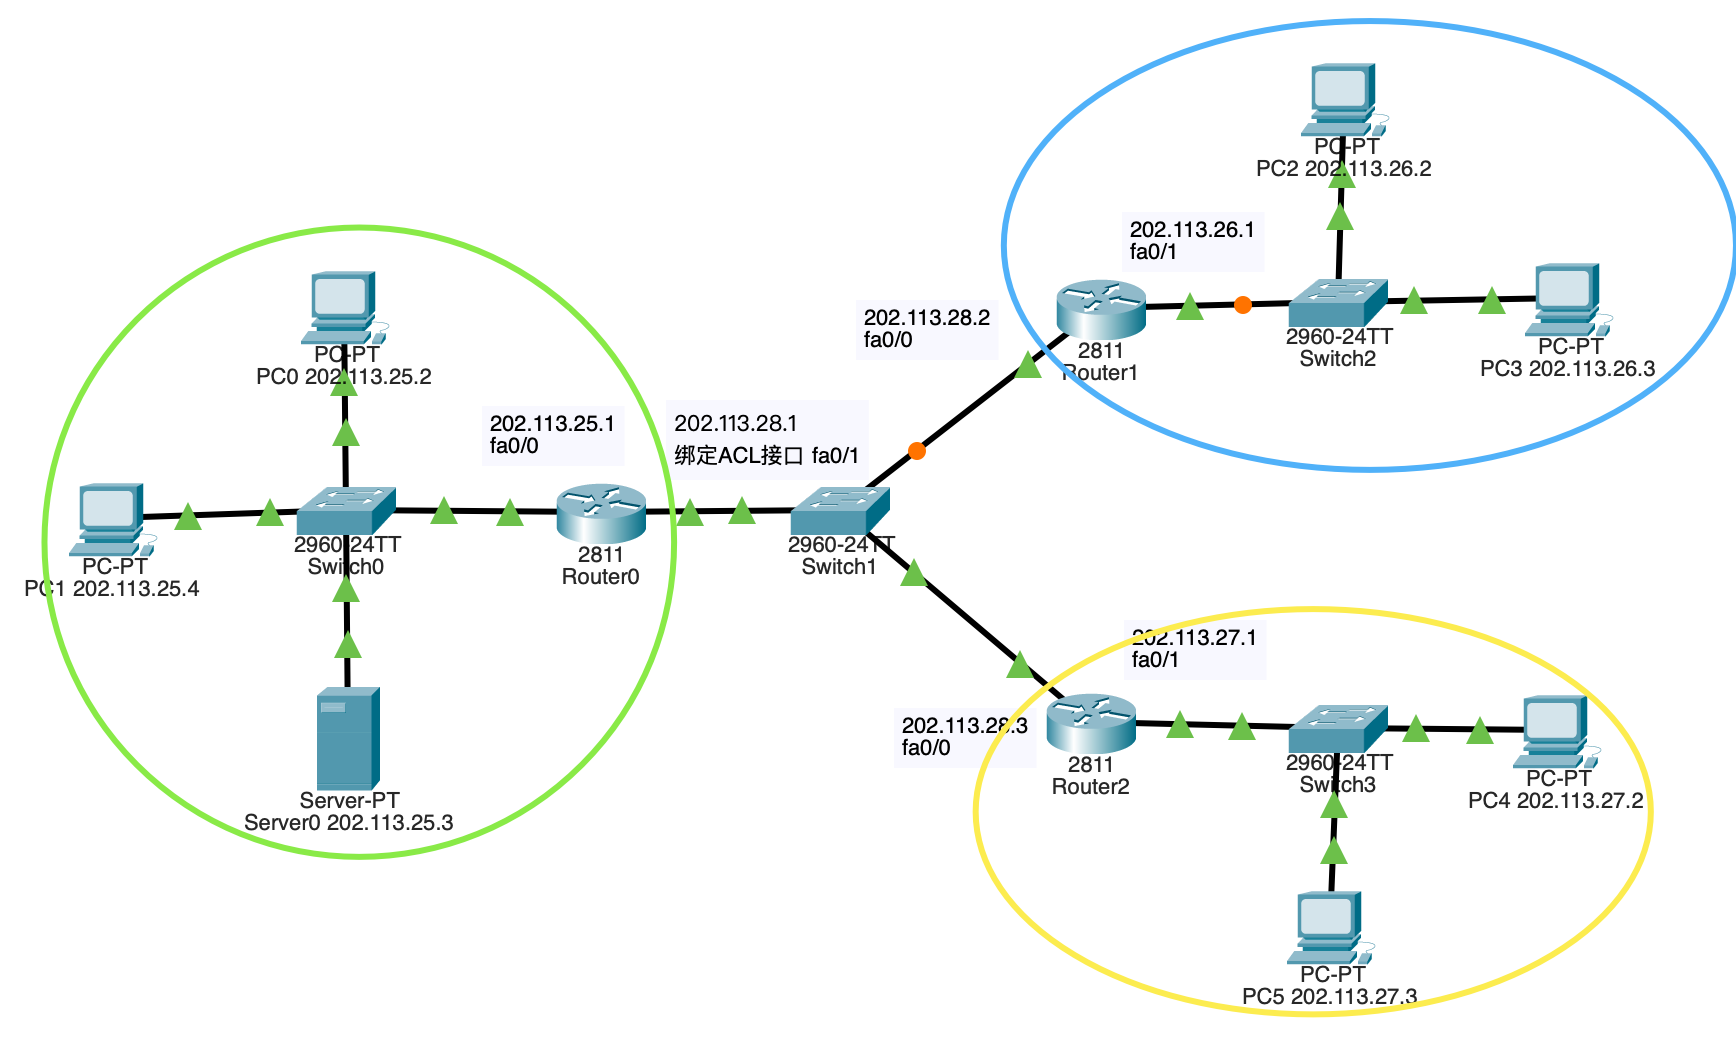 PC-PT
PC2 202.113.26.2
202.113.26.1
fa0/1
202.113.28.2
fa0/0
2811
Router1
2960-24TT
Switch2
PC-PT
PC3 202.113.26.3
PC-PT
PC0 202.113.25.2
202.113.25.1
fa0/0
202.113.28.1
绑定ACL接口 fa0/1
PC-PT
PC1 202.113.25.4
2960-24TT
Switch0
2811
Router0
2960-24TT
Switch1
Server-PT
Server0 202.113.25.3
202.113.27.1
fa0/1
202.113.28.3
fa0/0
2811
Router2
2960-24TT
Switch3
PC-PT
PC4 202.113.27.2
PC-PT
PC5 202.113.27.3